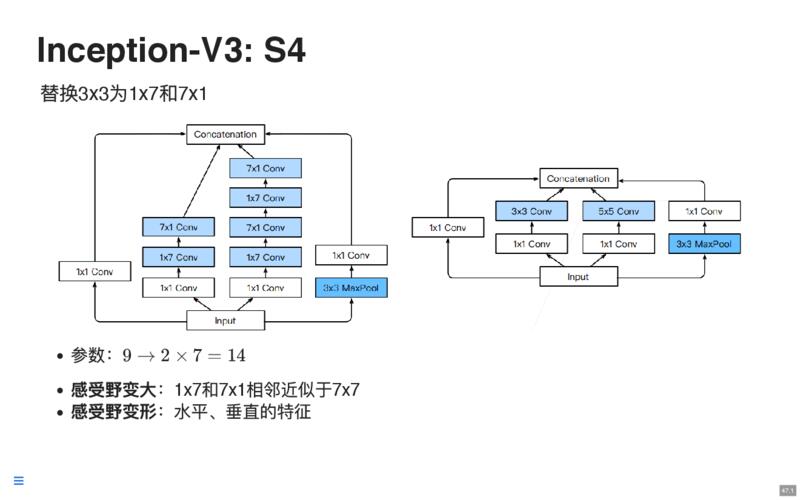 Inception-V3: S4
替换3x3为1x7和7x1
Concatenation
7x1 Conv
1x7 Conv
7x1 Conv
7x1 Conv
1x7 Conv
1x7 Conv
1x1 Conv
1x1 Conv
1x1 Conv
1x1 Conv
3x3 MaxPool
Input
Concatenation
3x3 Conv
5x5 Conv
1x1 Conv
1x1 Conv
1x1 Conv
1x1 Conv
3x3 MaxPool
Input
• 参数：9 → 2 × 7 = 14
• 感受野变大：1x7和7x1相邻近似于7x7
• 感受野变形：水平、垂直的特征
47.1